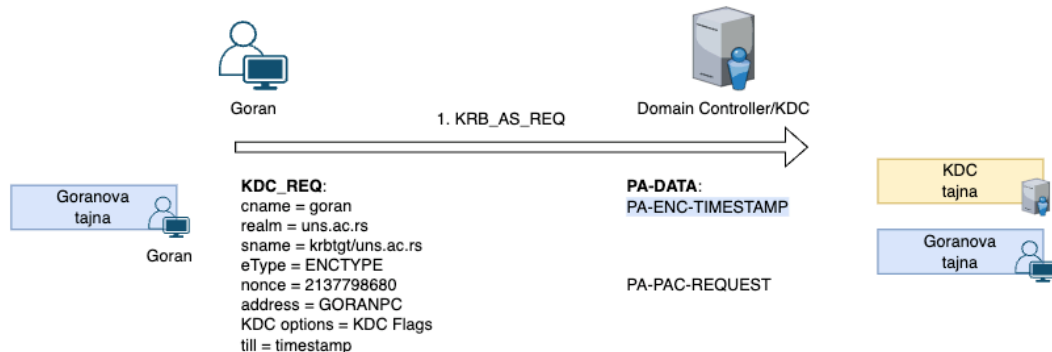 Goran
Domain Controller/KDC
1. KRB_AS_REQ
Goranova
tajna
Goran
KDC_REQ:
cname = goran
realm = uns.ac.rs
sname = krbtgt/uns.ac.rs
eType = ENCTYPE
nonce = 2137798680
address = GORANPC
KDC options = KDC Flags
till = timestamp
PA-DATA:
PA-ENC-TIMESTAMP
PA-PAC-REQUEST
KDC
tajna
Goranova
tajna